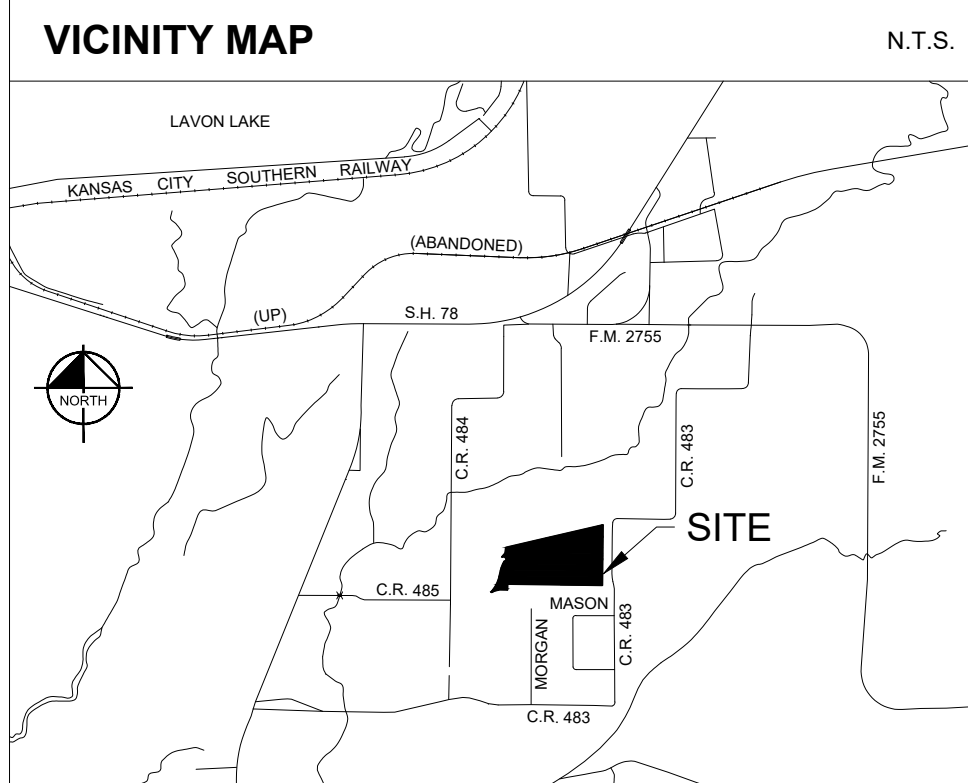 VICINITY MAP
N.T.S.
LAVON LAKE
KANSAS CITY SOUTHERN RAILWAY
(ABANDONED)
(UP)
S.H. 78
F.M. 2755
NORTH
C.R. 484
C.R. 483
F.M. 2755
SITE
C.R. 485
MASON
MORGAN
C.R. 483
C.R. 483